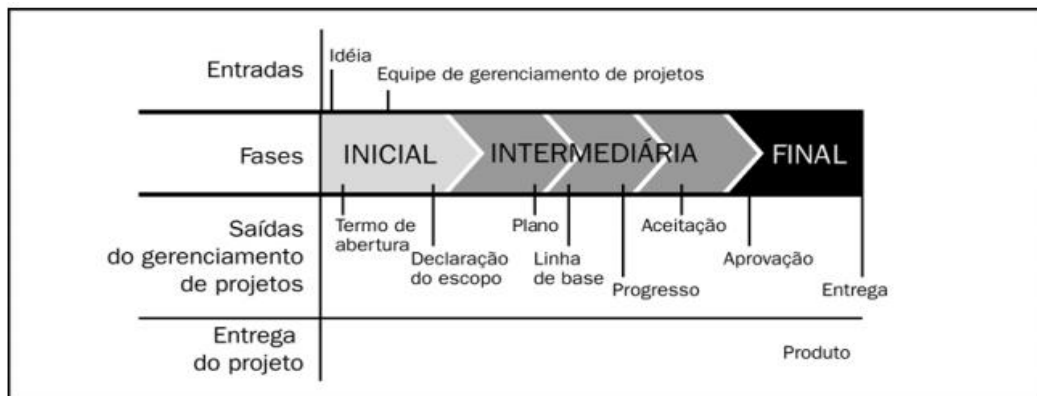 Entradas
Idéia
Equipe de gerenciamento de projetos
Fases
INICIAL
INTERMEDIÁRIA
FINAL
Saídas
do gerenciamento
de projetos
Termo de
abertura
Declaração
do escopo
Plano
Linha
de base
Progresso
Aceitação
Aprovação
Entrega
Entrega
do projeto
Produto